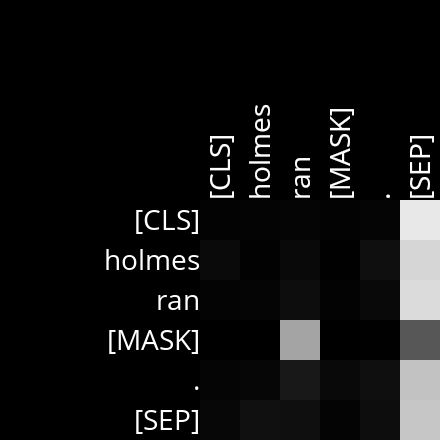 [CLS] holmes ran [MASK] . [SEP]
[CLS]
holmes
ran
[MASK]
.
[SEP]